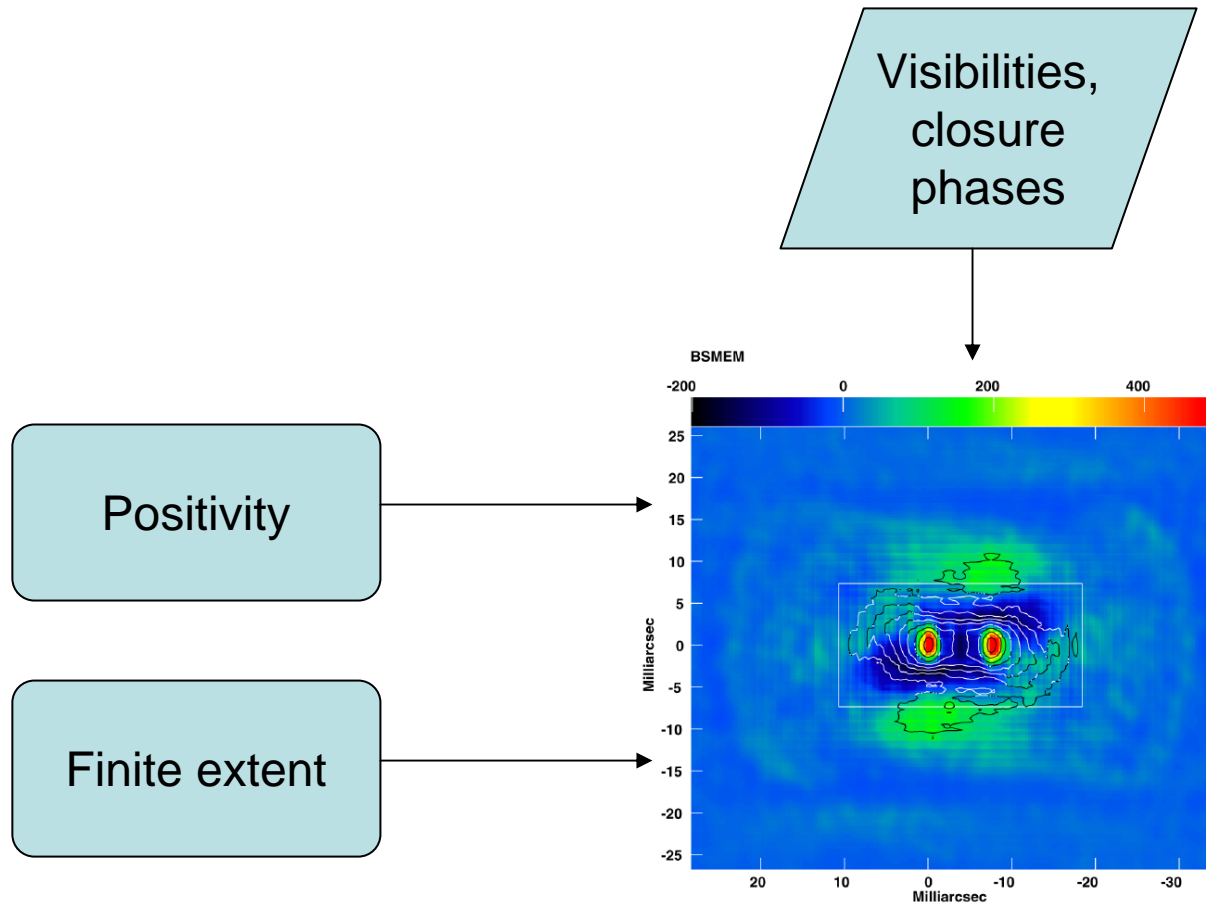 Visibilities,
closure
phases
BSMEM
-200 0 200 400
Positivity
Finite extent
25
20
15
10
5
0
-5
-10
-15
-20
-25
Milliarcsec
20 10 0 -10 -20 -30
Milliarcsec